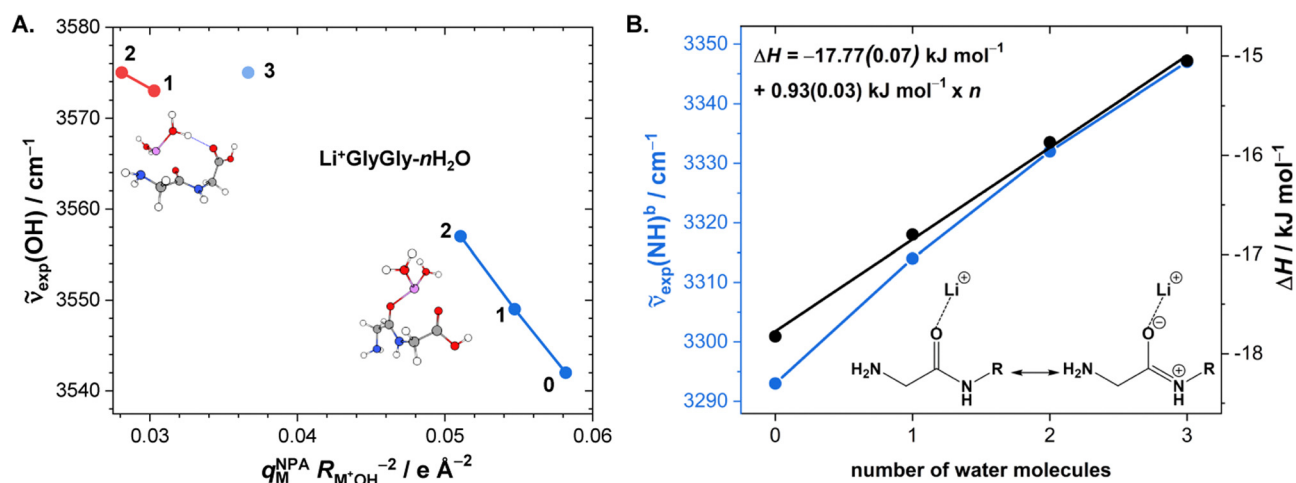 A.
ν̃exp(OH) / cm⁻¹
3580
3570
3560
3550
3540
2
1
3
Li⁺GlyGly-nH₂O
2
1
0
0.03
0.04
0.05
0.06
qM^NPA RM⁺OH⁻² / e Å⁻²
B.
ν̃exp(NH)ᵇ / cm⁻¹
3350
3340
3330
3320
3310
3300
3290
ΔH = −17.77(0.07) kJ mol⁻¹
+ 0.93(0.03) kJ mol⁻¹ x n
Li⊕
O
H₂N
N
H
R
Li⊕
O⊖
H₂N
N⊕
H
R
-15
-16
-17
-18
ΔH / kJ mol⁻¹
0
1
2
3
number of water molecules